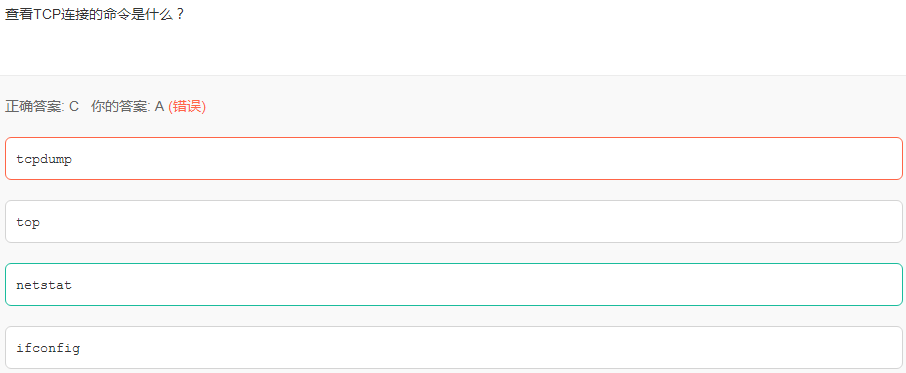 查看TCP连接的命令是什么？
正确答案: C 你的答案: A (错误)
tcpdump
top
netstat
ifconfig